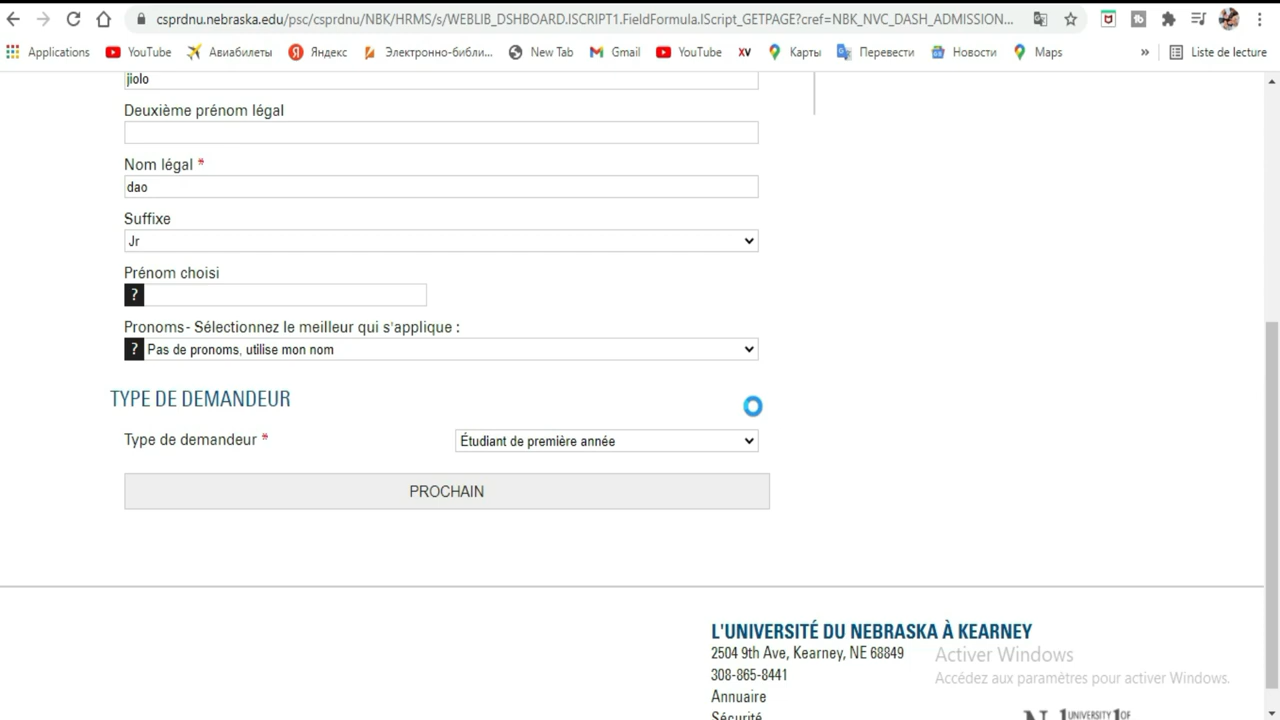 csprdnu.nebraska.edu/psc/csprdnu/NBK/HRMS/s/WEBLIB_DSHBOARD.ISCRIPT1.FieldFormula.IScript_GETPAGE?cref=NBK_NVC_DASH_ADMISSION...
Applications YouTube Авиабилеты Яндекс Электронно-библи... New Tab Gmail YouTube XV Карты Перевести Новости Maps » Liste de lecture
jiolo
Deuxième prénom légal
Nom légal *
dao
Suffixe
Jr
Prénom choisi
?
Pronoms- Sélectionnez le meilleur qui s'applique :
? Pas de pronoms, utilise mon nom
TYPE DE DEMANDEUR
Type de demandeur * Étudiant de première année
PROCHAIN
L'UNIVERSITÉ DU NEBRASKA À KEARNEY
2504 9th Ave, Kearney, NE 68849
308-865-8441
Annuaire
Sécurité
Activer Windows
Accédez aux paramètres pour activer Windows.
UNIVERSITY OF